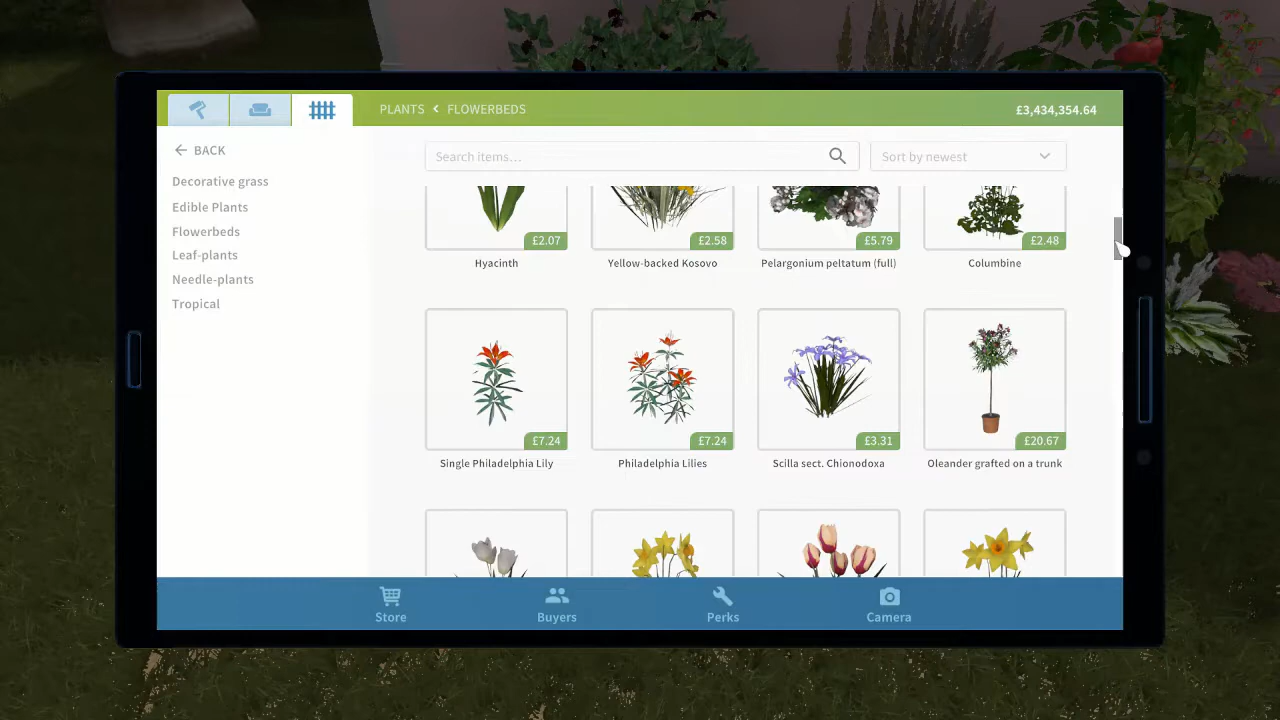 PLANTS < FLOWERBEDS
£3,434,354.64
BACK
Decorative grass
Edible Plants
Flowerbeds
Leaf-plants
Needle-plants
Tropical
Search items...
Sort by newest
£2.07
£2.58
£5.79
£2.48
Hyacinth
Yellow-backed Kosovo
Pelargonium peltatum (full)
Columbine
£7.24
£7.24
£3.31
£20.67
Single Philadelphia Lily
Philadelphia Lilies
Scilla sect. Chionodoxa
Oleander grafted on a trunk
Store
Buyers
Perks
Camera